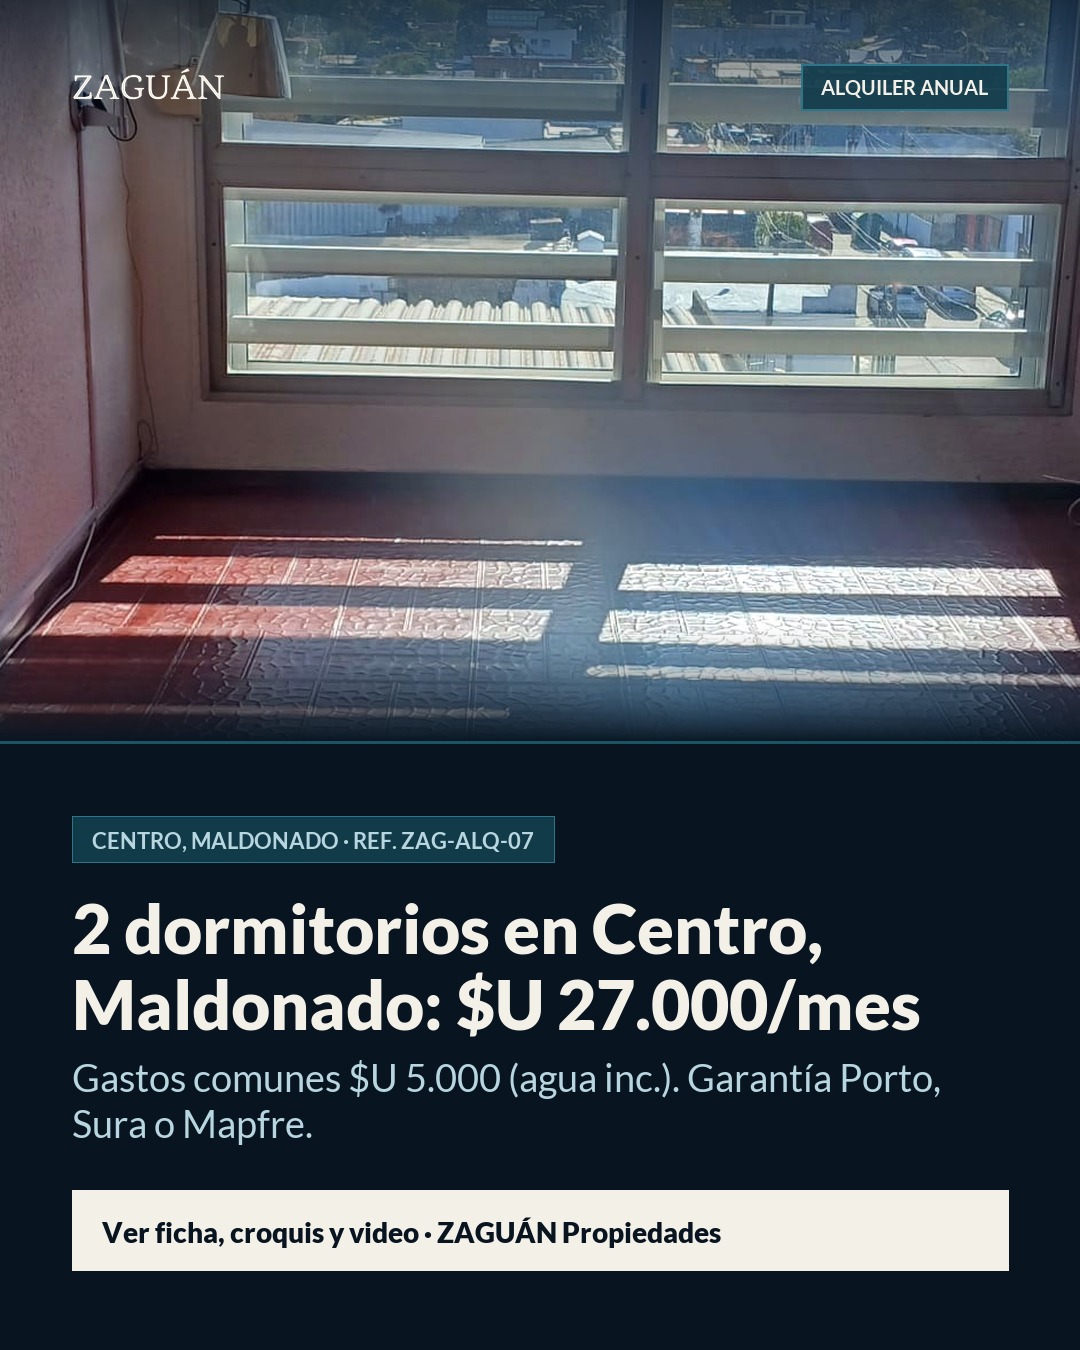 ZAGUÁN
ALQUILER ANUAL
CENTRO, MALDONADO · REF. ZAG-ALQ-07
2 dormitorios en Centro,
Maldonado: $U 27.000/mes
Gastos comunes $U 5.000 (agua inc.). Garantía Porto,
Sura o Mapfre.
Ver ficha, croquis y video · ZAGUÁN Propiedades